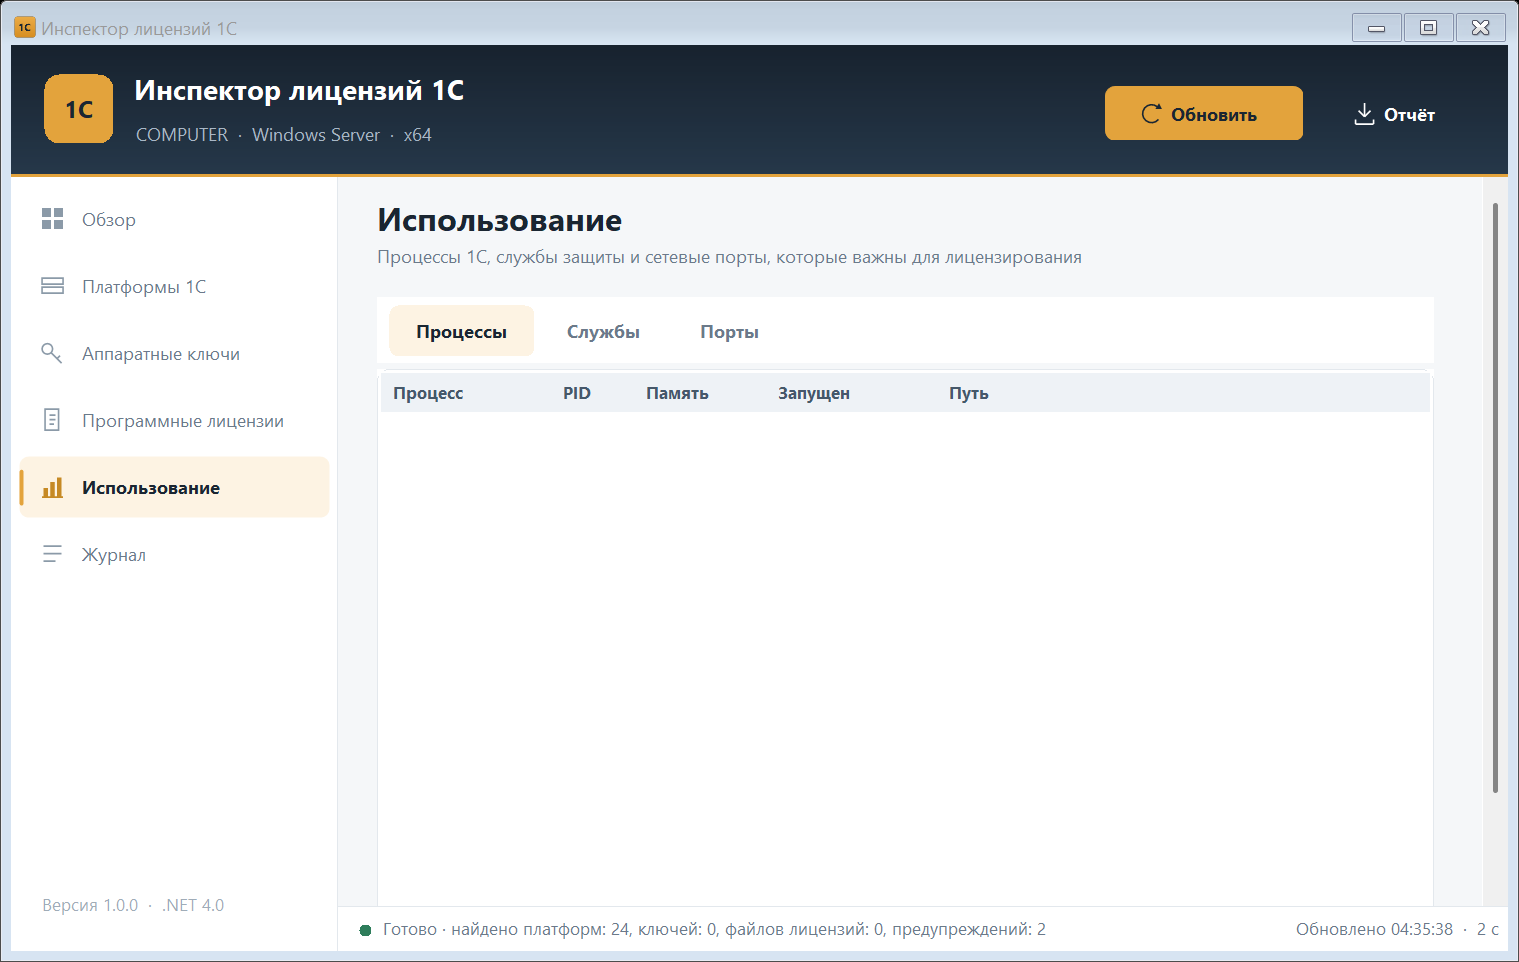 1С Инспектор лицензий 1С
1С
Инспектор лицензий 1С
COMPUTER · Windows Server · x64
Обновить
Отчёт
Обзор
Платформы 1С
Аппаратные ключи
Программные лицензии
Использование
Журнал
Версия 1.0.0 · .NET 4.0
Использование
Процессы 1С, службы защиты и сетевые порты, которые важны для лицензирования
Процессы Службы Порты
Процесс PID Память Запущен Путь
Готово · найдено платформ: 24, ключей: 0, файлов лицензий: 0, предупреждений: 2
Обновлено 04:35:38 · 2 с